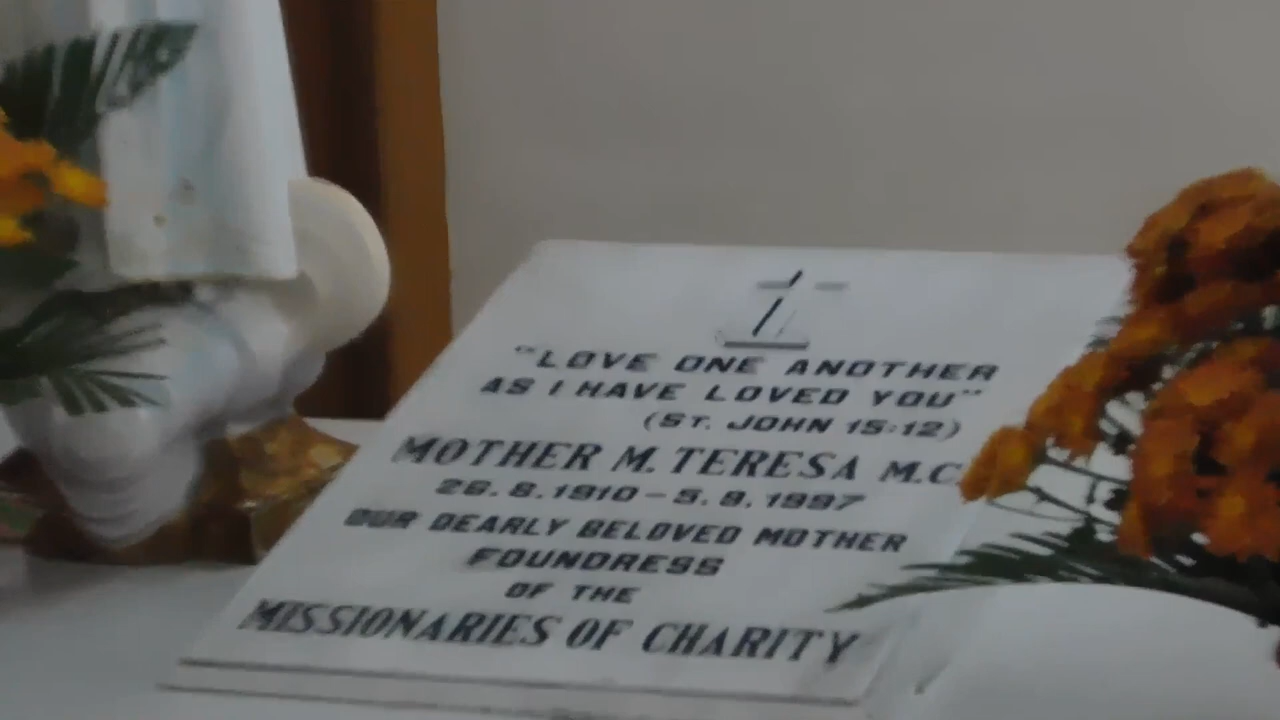 “LOVE ONE ANOTHER
AS I HAVE LOVED YOU”
(ST. JOHN 15:12)
MOTHER M. TERESA M.C.
26.8.1910 – 5.9.1997
OUR DEARLY BELOVED MOTHER
FOUNDRESS
OF THE
MISSIONARIES OF CHARITY